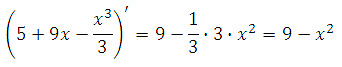 (5 + 9x − x³/3)′ = 9 − 1/3 · 3 · x² = 9 − x²